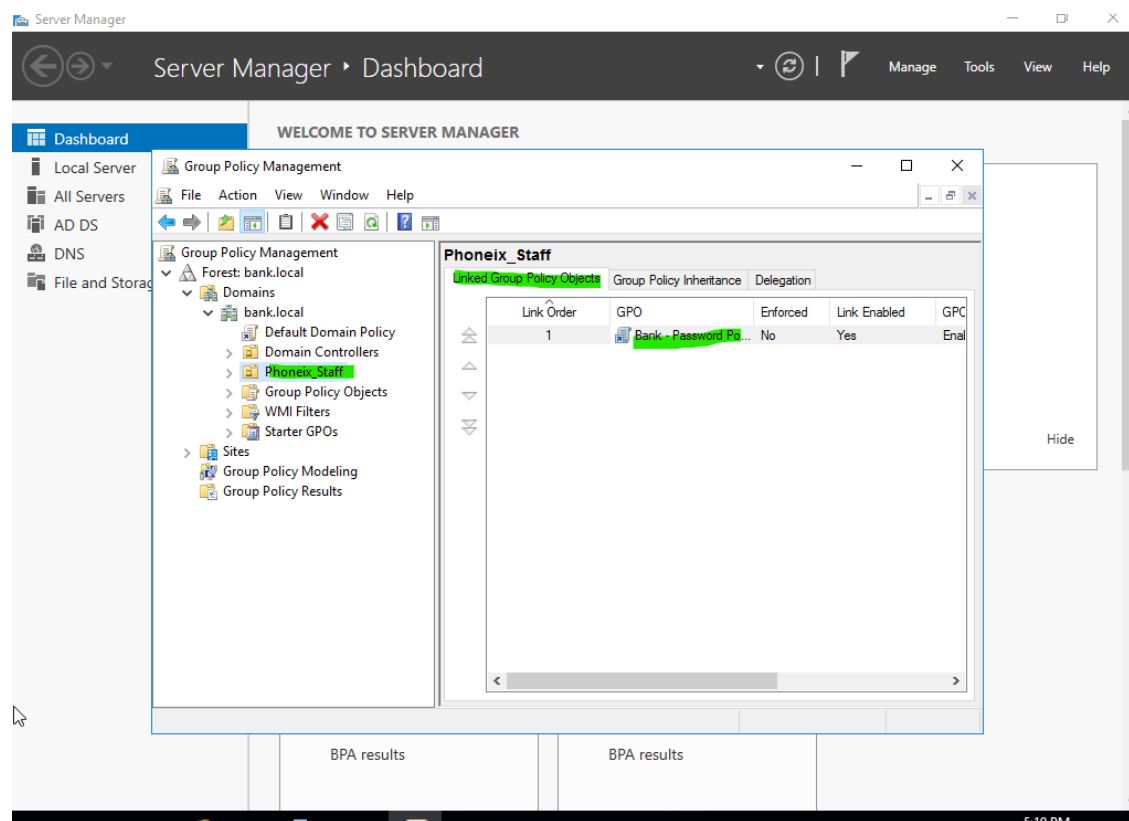 Server Manager
Server Manager • Dashboard
Manage Tools View Help
Dashboard
Local Server
All Servers
AD DS
DNS
File and Storag
WELCOME TO SERVER MANAGER
Group Policy Management
File Action View Window Help
Group Policy Management
Forest: bank.local
Domains
bank.local
Default Domain Policy
Domain Controllers
Phoneix_Staff
Group Policy Objects
WMI Filters
Starter GPOs
Sites
Group Policy Modeling
Group Policy Results
Phoneix_Staff
Linked Group Policy Objects Group Policy Inheritance Delegation
Link Order GPO Enforced Link Enabled GPC
1 Bank - Password Po... No Yes Enal
Hide
BPA results BPA results
5:19 PM